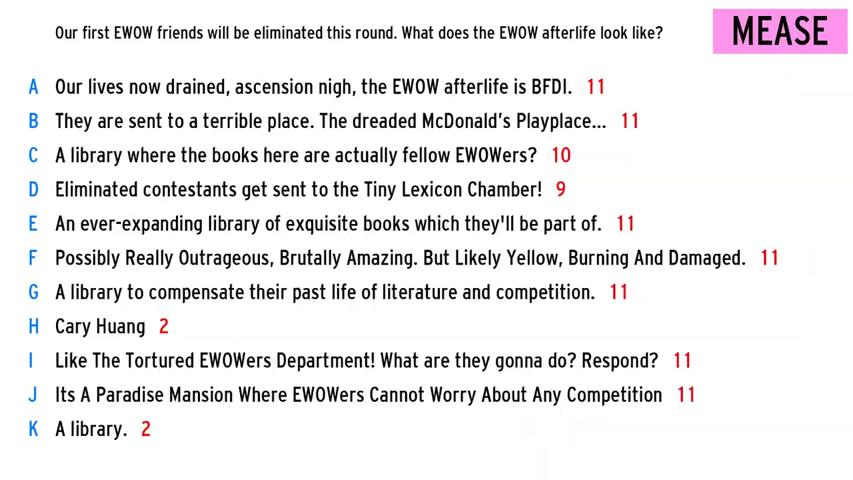 Our first EWOW friends will be eliminated this round. What does the EWOW afterlife look like?
MEASE
A Our lives now drained, ascension nigh, the EWOW afterlife is BFDI. 11
B They are sent to a terrible place. The dreaded McDonald's Playplace... 11
C A library where the books here are actually fellow EWOWers? 10
D Eliminated contestants get sent to the Tiny Lexicon Chamber! 9
E An ever-expanding library of exquisite books which they'll be part of. 11
F Possibly Really Outrageous, Brutally Amazing. But Likely Yellow, Burning And Damaged. 11
G A library to compensate their past life of literature and competition. 11
H Cary Huang 2
I Like The Tortured EWOWers Department! What are they gonna do? Respond? 11
J Its A Paradise Mansion Where EWOWers Cannot Worry About Any Competition 11
K A library. 2